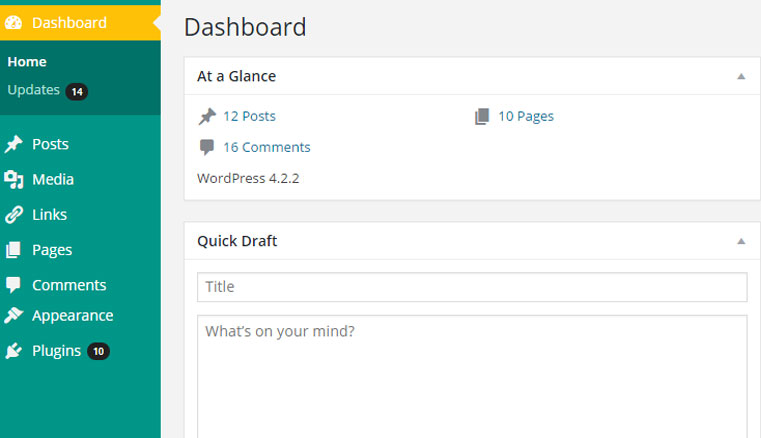 Dashboard
Home
Updates 14
Posts
Media
Links
Pages
Comments
Appearance
Plugins 10
Dashboard
At a Glance
12 Posts
10 Pages
16 Comments
WordPress 4.2.2
Quick Draft
Title
What's on your mind?